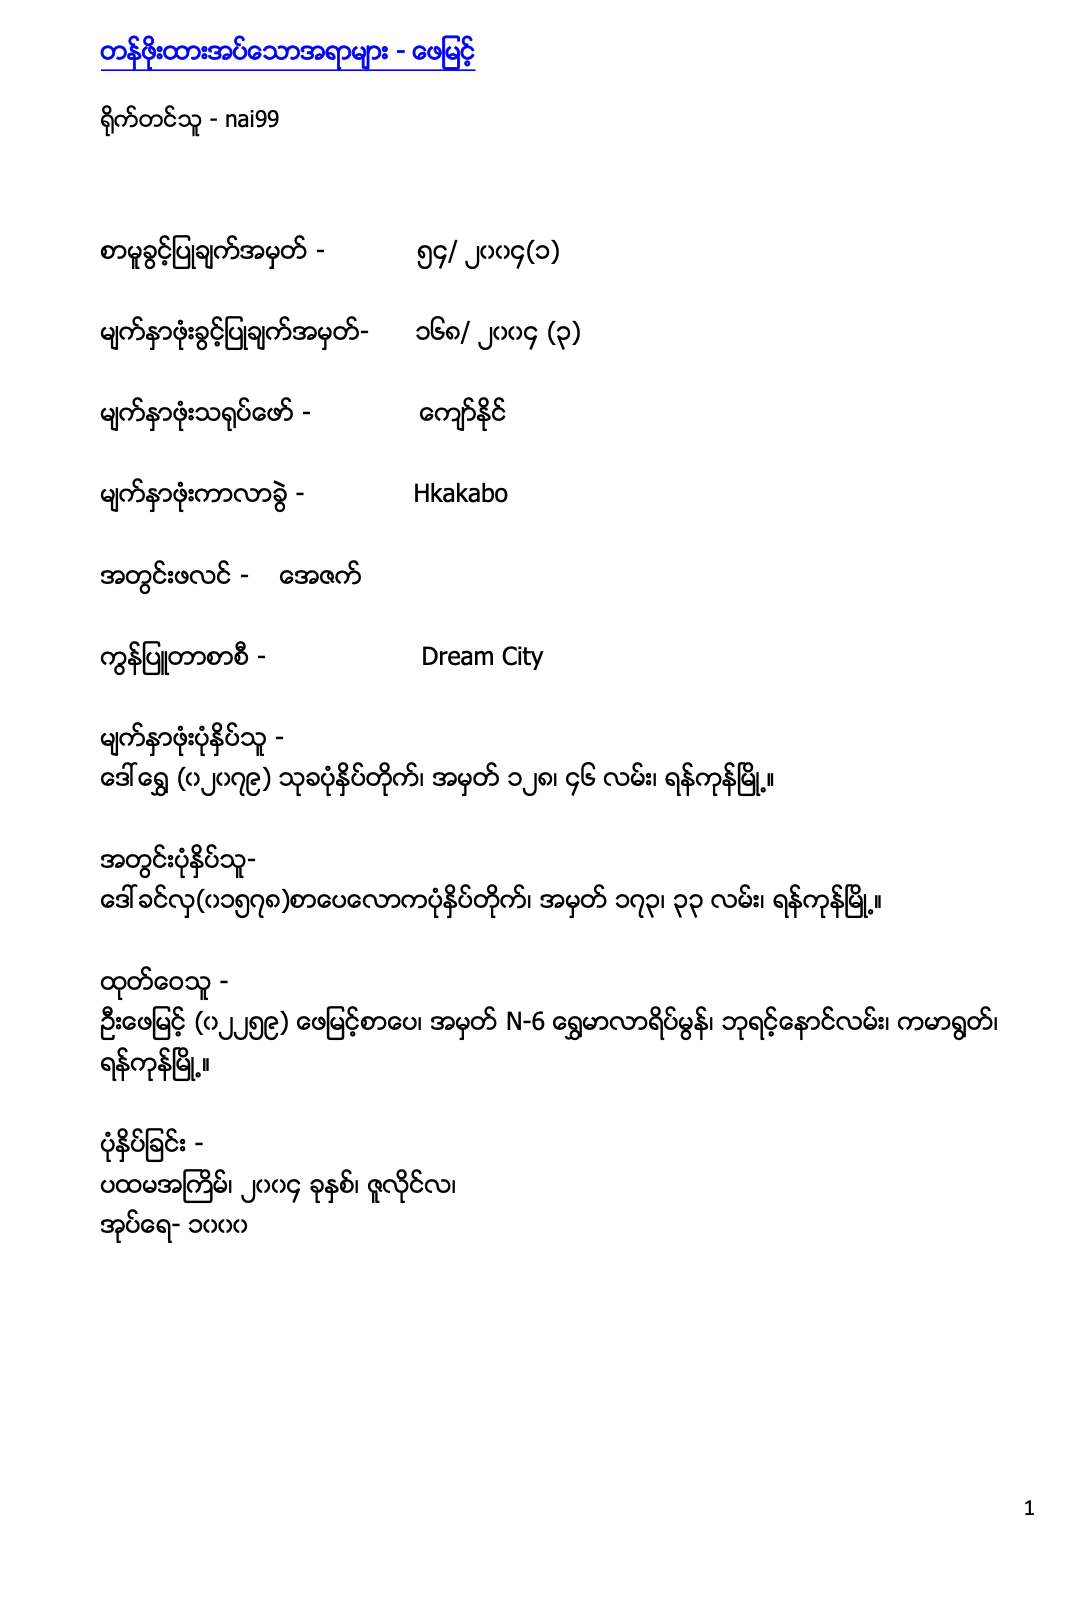 တန်ဖိုးထားအပ်သောအရာများ - ဖေမြင့်
ရိုက်တင်သူ - nai99
စာမူခွင့်ပြုချက်အမှတ် - ၅၄/ ၂၀၀၄(၁)
မျက်နှာဖုံးခွင့်ပြုချက်အမှတ်- ၁၆၈/ ၂၀၀၄ (၃)
မျက်နှာဖုံးသရုပ်ဖော် - ကျော်နိုင်
မျက်နှာဖုံးကာလာခွဲ - Hkakabo
အတွင်းဖလင် - အေဇက်
ကွန်ပြူတာစာစီ - Dream City
မျက်နှာဖုံးပုံနှိပ်သူ -
ဒေါ်ရွှေ (၀၂၀၇၉) သုခပုံနှိပ်တိုက်၊ အမှတ် ၁၂၈၊ ၄၆ လမ်း၊ ရန်ကုန်မြို့။
အတွင်းပုံနှိပ်သူ-
ဒေါ်ခင်လှ(၀၁၅၇၈)စာပေလောကပုံနှိပ်တိုက်၊ အမှတ် ၁၇၃၊ ၃၃ လမ်း၊ ရန်ကုန်မြို့။
ထုတ်ဝေသူ -
ဦးဖေမြင့် (၀၂၂၅၉) ဖေမြင့်စာပေ၊ အမှတ် N-6 ရွှေမာလာရိပ်မွန်၊ ဘုရင့်နောင်လမ်း၊ ကမာရွတ်၊
ရန်ကုန်မြို့။
ပုံနှိပ်ခြင်း -
ပထမအကြိမ်၊ ၂၀၀၄ ခုနှစ်၊ ဇူလိုင်လ၊
အုပ်ရေ- ၁၀၀၀
1